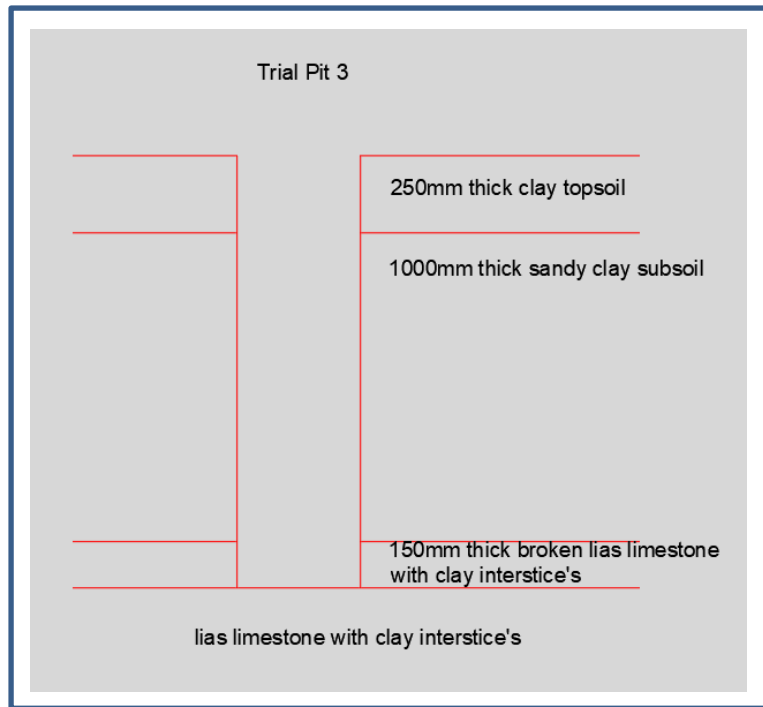 Trial Pit 3
250mm thick clay topsoil
1000mm thick sandy clay subsoil
150mm thick broken lias limestone
with clay interstice's
lias limestone with clay interstice's